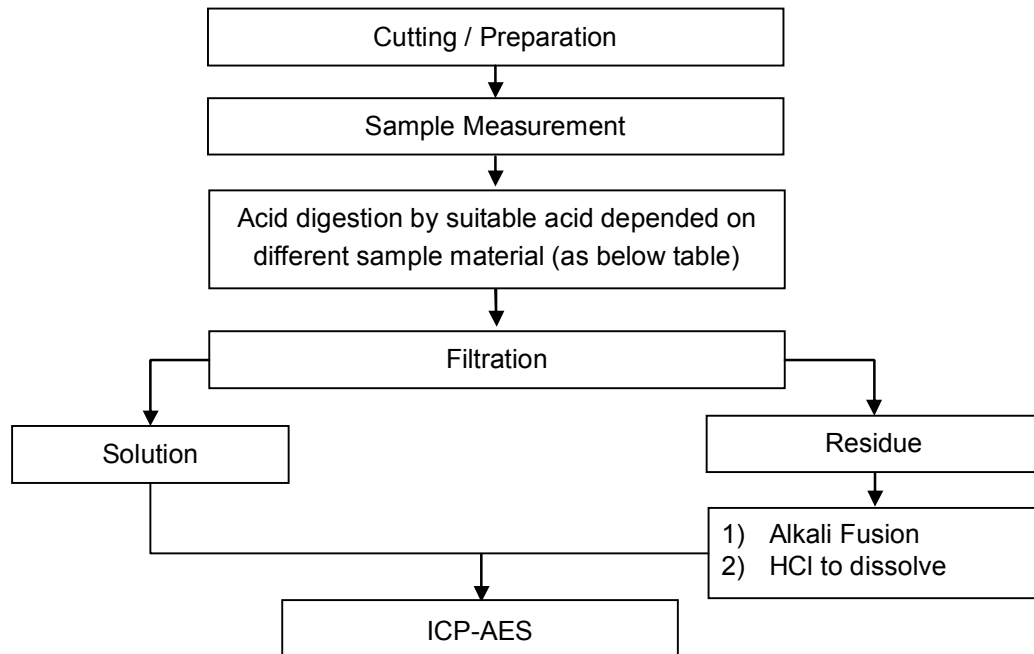 Cutting / Preparation
Sample Measurement
Acid digestion by suitable acid depended on
different sample material (as below table)
Filtration
Solution
Residue
1) Alkali Fusion
2) HCl to dissolve
ICP-AES